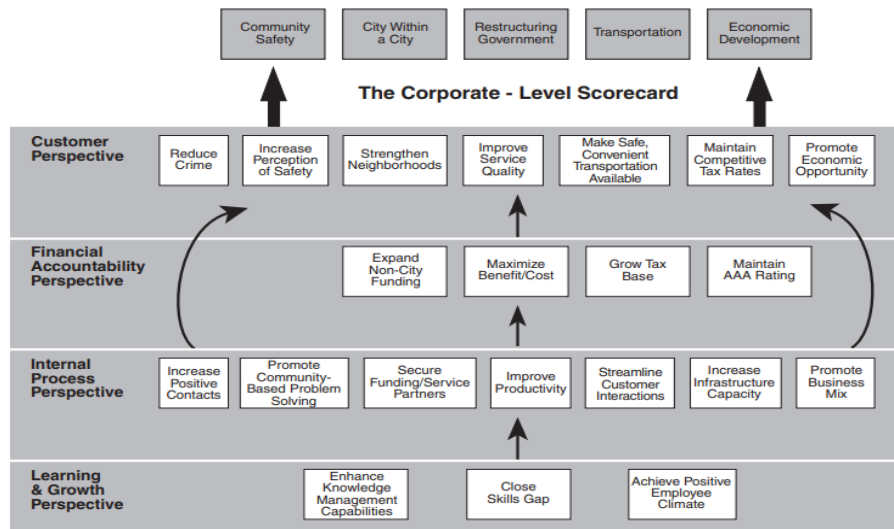 Community
Safety
City Within
a City
Restructuring
Government
Transportation
Economic
Development
The Corporate - Level Scorecard
Customer
Perspective
Reduce
Crime
Increase
Perception
of Safety
Strengthen
Neighborhoods
Improve
Service
Quality
Make Safe,
Convenient
Transportation
Available
Maintain
Competitive
Tax Rates
Promote
Economic
Opportunity
Financial
Accountability
Perspective
Expand
Non-City
Funding
Maximize
Benefit/Cost
Grow Tax
Base
Maintain
AAA Rating
Internal
Process
Perspective
Increase
Positive
Contacts
Promote
Community-
Based Problem
Solving
Secure
Funding/Service
Partners
Improve
Productivity
Streamline
Customer
Interactions
Increase
Infrastructure
Capacity
Promote
Business
Mix
Learning
& Growth
Perspective
Enhance
Knowledge
Management
Capabilities
Close
Skills Gap
Achieve Positive
Employee
Climate